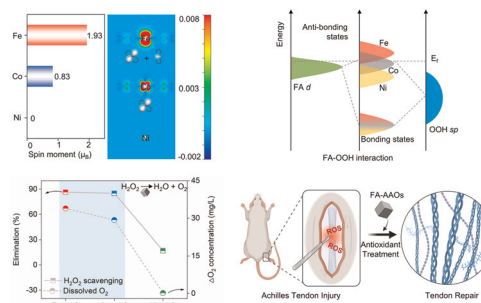 Fe
1.93
Co
0.83
Ni
0
0 1 2
Spin moment (μB)
0.008
0.003
-0.002
Energy
Anti-bonding
states
Fe
Ef
Co
FA d
Ni
OOH sp
Bonding states
FA-OOH interaction
Elimination (%)
90
60
30
0
-30
H2O2 → H2O + O2
H2O2 scavenging
Dissolved O2
45
30
15
0
△O2 concentration (mg/L)
ROS
ROS
Achilles Tendon Injury
FA-AAOs
Antioxidant
Treatment
Tendon Repair